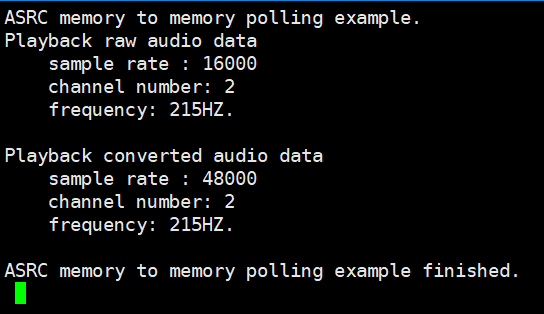 ASRC memory to memory polling example.
Playback raw audio data
    sample rate : 16000
    channel number: 2
    frequency: 215HZ.

Playback converted audio data
    sample rate : 48000
    channel number: 2
    frequency: 215HZ.

ASRC memory to memory polling example finished.